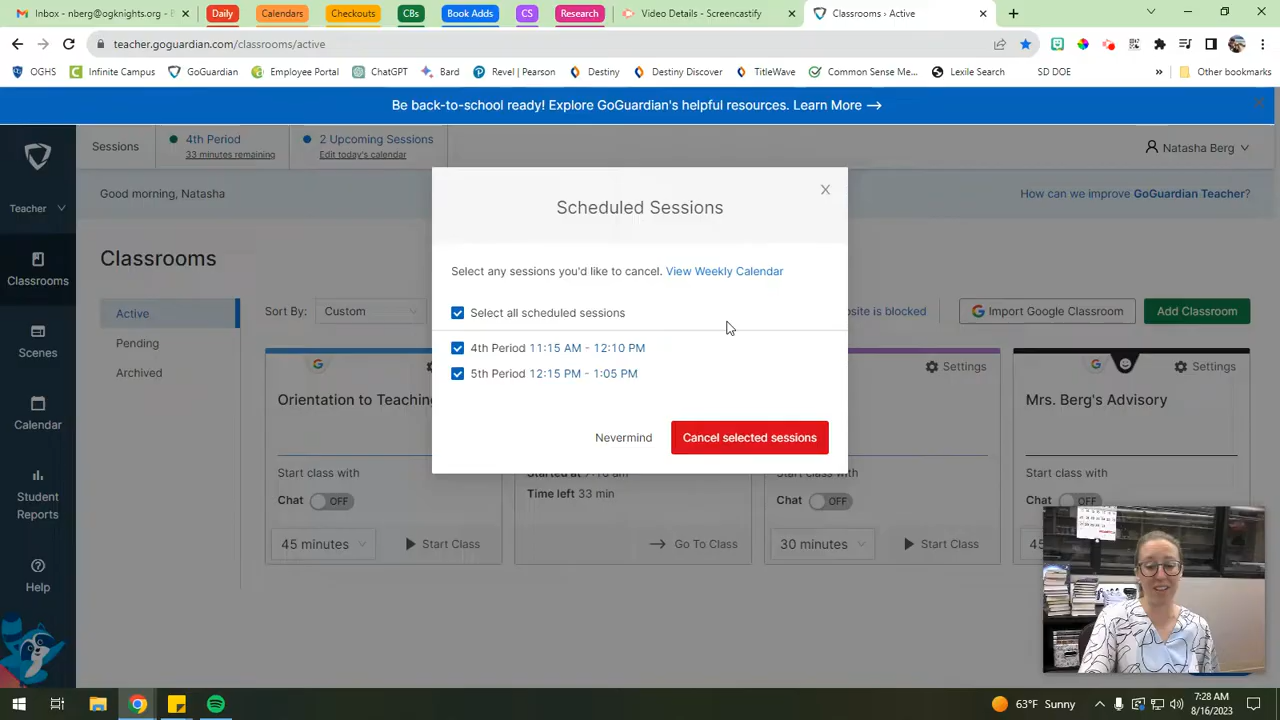 Inbox - nberg@ogknights.org - B
Daily
Calendars
Checkouts
CBs
Book Adds
CS
Research
Video Details - Screencastify
Classrooms › Active
teacher.goguardian.com/classrooms/active
OGHS
Infinite Campus
GoGuardian
Employee Portal
ChatGPT
Bard
Revel | Pearson
Destiny
Destiny Discover
TitleWave
Common Sense Me...
Lexile Search
SD DOE
»
Other bookmarks
Be back-to-school ready! Explore GoGuardian's helpful resources. Learn More →
Sessions
4th Period
33 minutes remaining
2 Upcoming Sessions
Edit today's calendar
Natasha Berg
Good morning, Natasha
How can we improve GoGuardian Teacher?
Teacher
Classrooms
Scenes
Calendar
Student
Reports
Help
Classrooms
Active
Pending
Archived
Sort By:
Custom
bsite is blocked
Import Google Classroom
Add Classroom
Scheduled Sessions
X
Select any sessions you'd like to cancel. View Weekly Calendar
Select all scheduled sessions
4th Period 11:15 AM - 12:10 PM
5th Period 12:15 PM - 1:05 PM
Nevermind
Cancel selected sessions
Orientation to Teaching
Start class with
Chat OFF
45 minutes
Start Class
Time left 33 min
Go To Class
Settings
Start class with
Chat OFF
30 minutes
Start Class
Settings
Mrs. Berg's Advisory
Start class with
Chat OFF
45
63°F Sunny
7:28 AM
8/16/2023